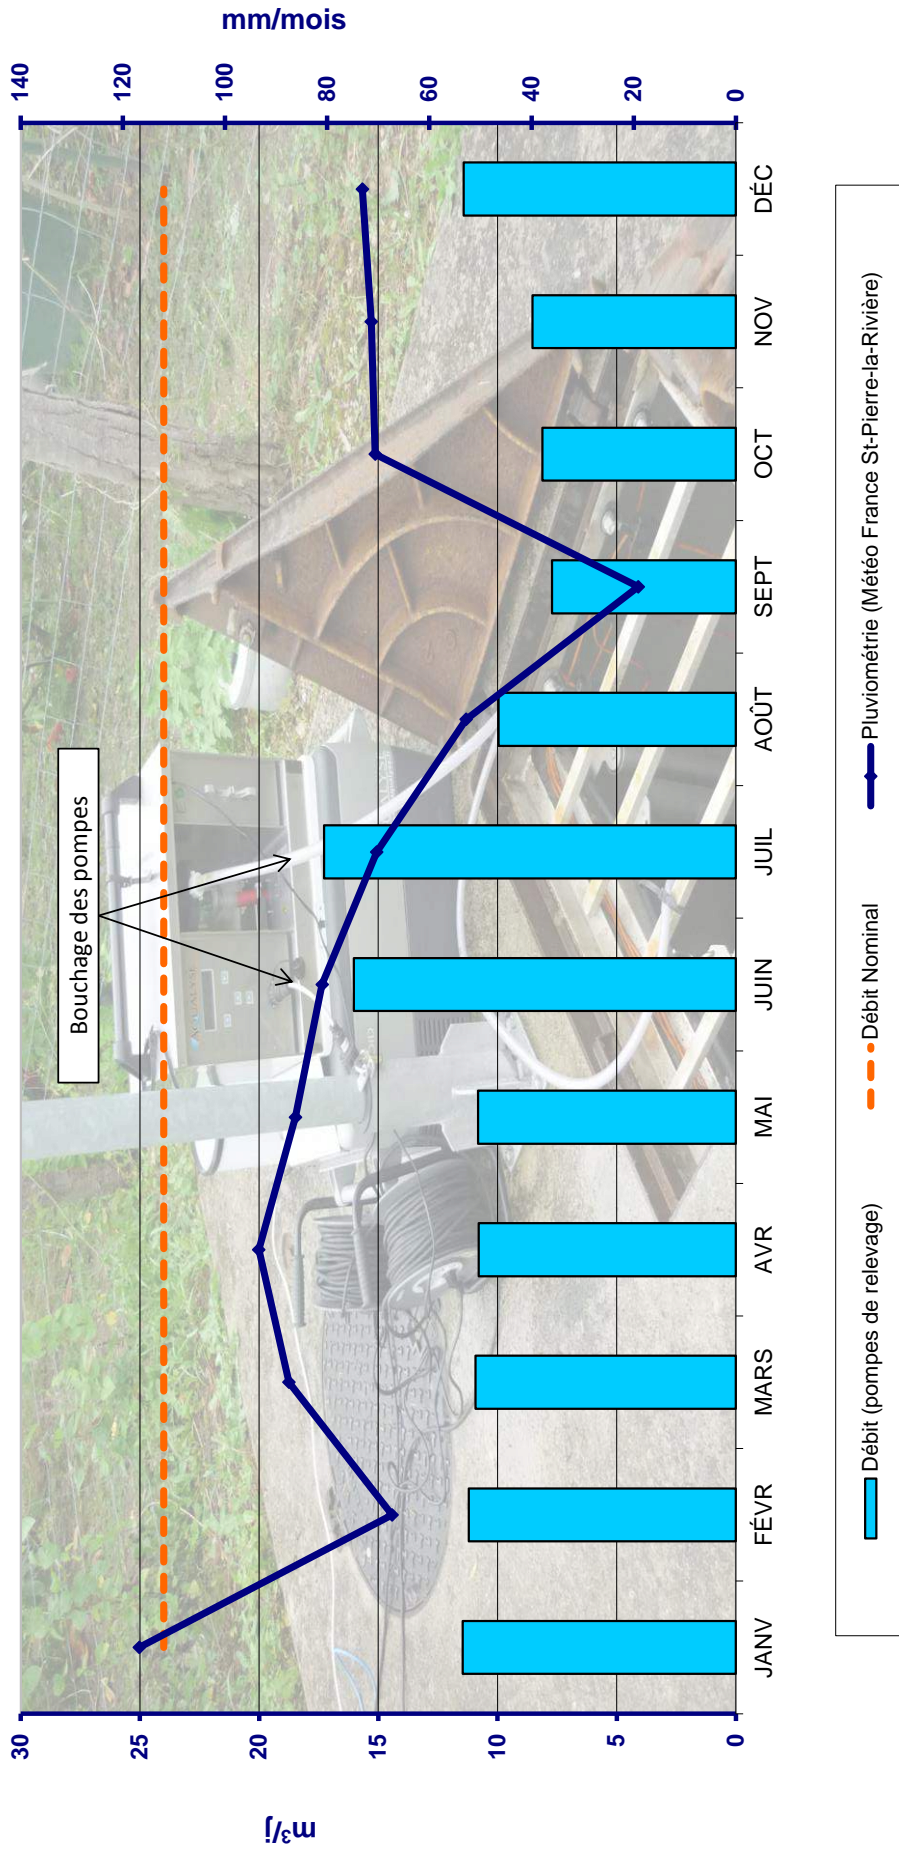 mm/mois
140
120
100
80
60
40
20
0
Bouchage des pompes
30
25
20
15
10
5
0
m³/j
JANV
FÉVR
MARS
AVR
MAI
JUIN
JUIL
AOÛT
SEPT
OCT
NOV
DÉC
Débit (pompes de relevage)
Débit Nominal
Pluviométrie (Météo France St-Pierre-la-Rivière)